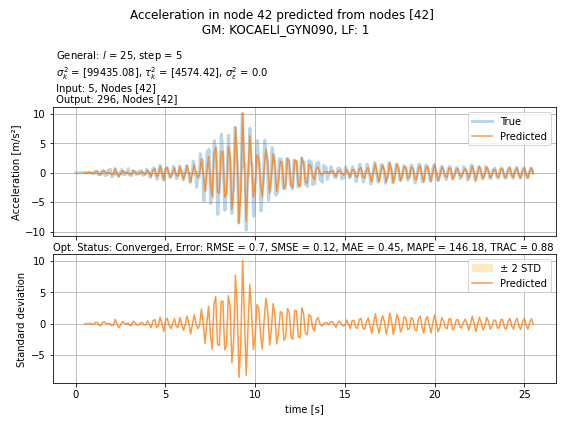 Acceleration in node 42 predicted from nodes [42]
GM: KOCAELI_GYN090, LF: 1
General: l = 25, step = 5
σ²ₖ = [99435.08], τ²ₖ = [4574.42], σ²ε = 0.0
Input: 5, Nodes [42]
Output: 296, Nodes [42]
10
5
0
−5
−10
Acceleration [m/s²]
True
Predicted
Opt. Status: Converged, Error: RMSE = 0.7, SMSE = 0.12, MAE = 0.45, MAPE = 146.18, TRAC = 0.88
10
5
0
−5
Standard deviation
± 2 STD
Predicted
0 5 10 15 20 25
time [s]